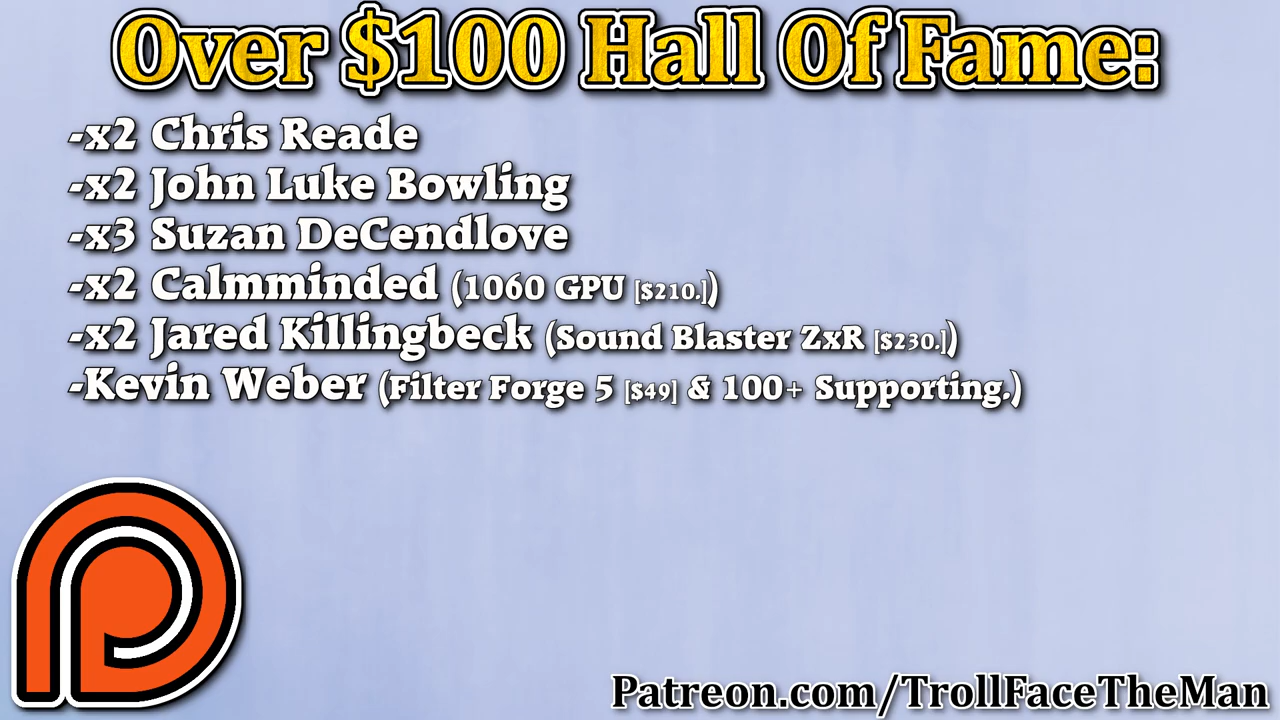 Over $100 Hall Of Fame:
-x2 Chris Reade
-x2 John Luke Bowling
-x3 Suzan DeCendlove
-x2 Calmminded (1060 GPU [$210.])
-x2 Jared Killingbeck (Sound Blaster ZxR [$230.])
-Kevin Weber (Filter Forge 5 [$49] & 100+ Supporting.)
Patreon.com/TrollFaceTheMan